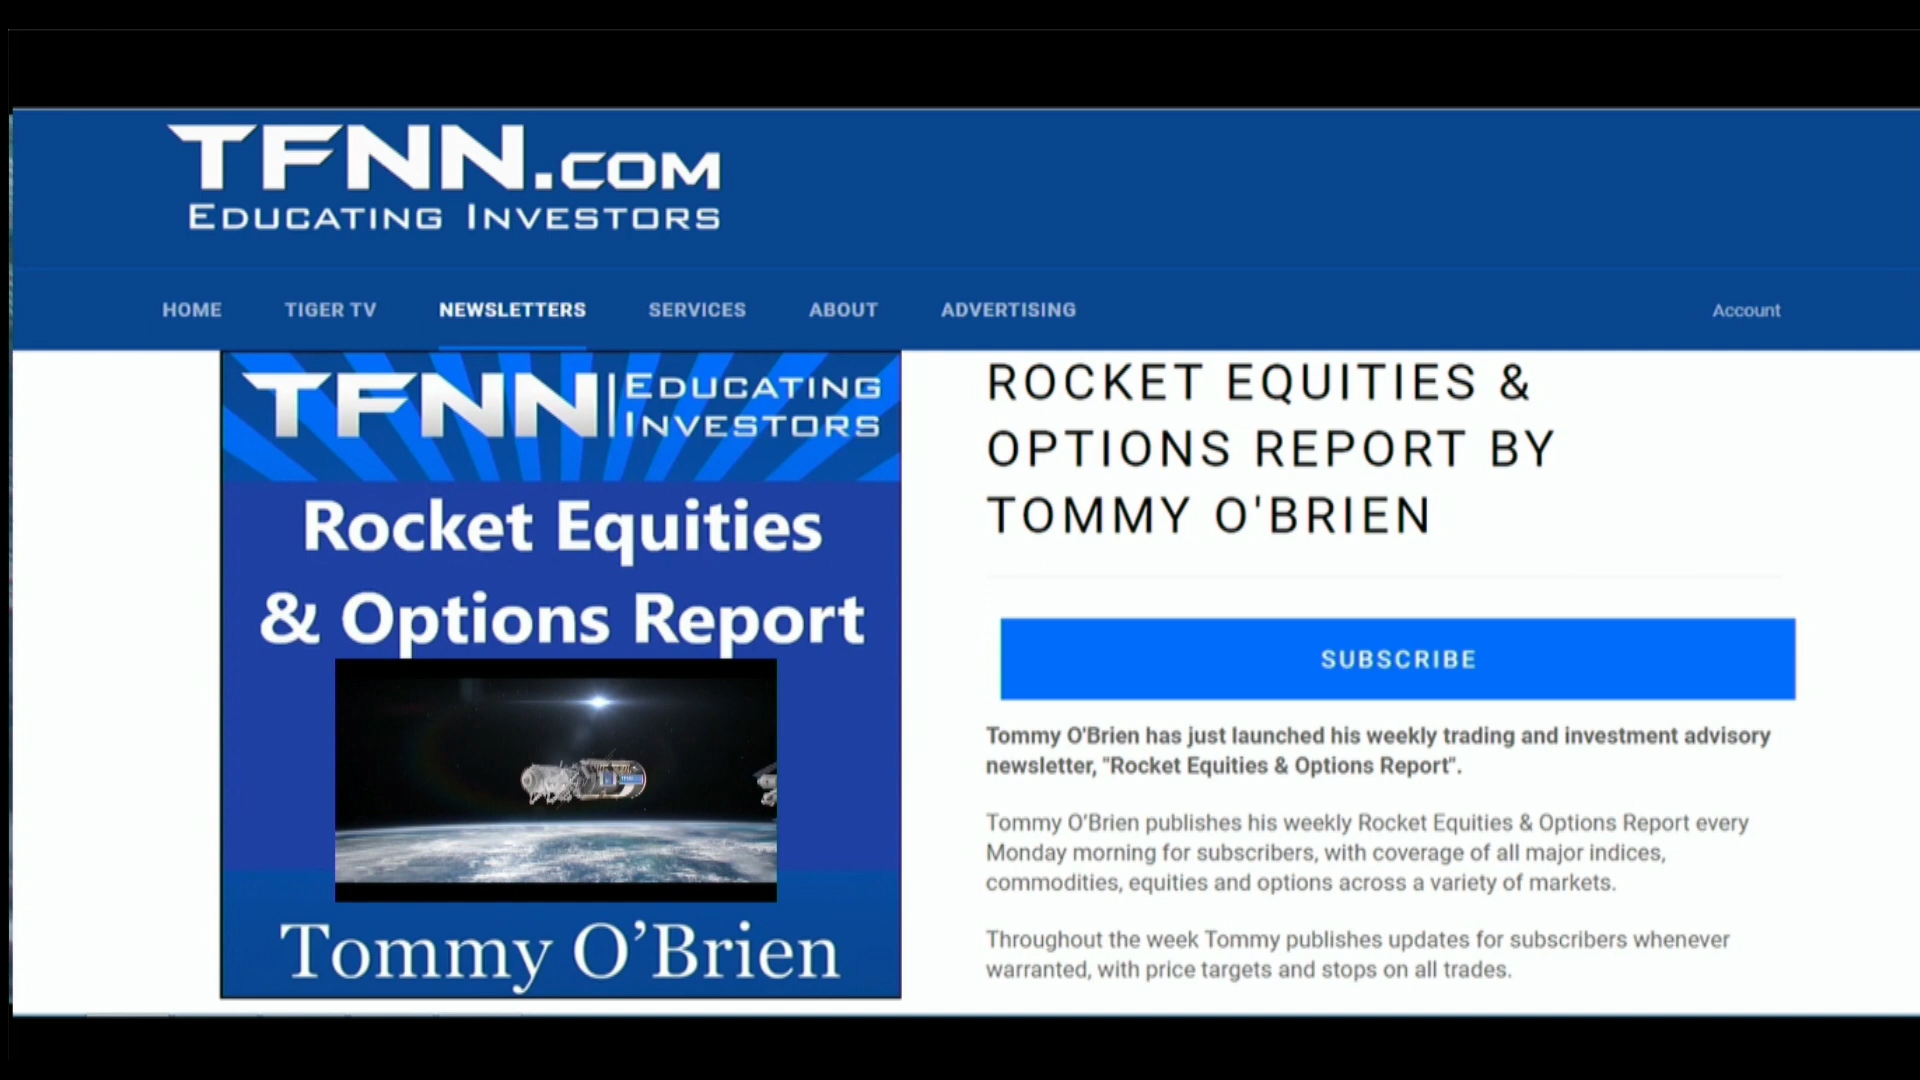 TFNN.COM
EDUCATING INVESTORS
HOME TIGER TV NEWSLETTERS SERVICES ABOUT ADVERTISING Account
TFNN EDUCATING
INVESTORS
Rocket Equities
& Options Report
Tommy O’Brien
ROCKET EQUITIES &
OPTIONS REPORT BY
TOMMY O'BRIEN
SUBSCRIBE
Tommy O'Brien has just launched his weekly trading and investment advisory
newsletter, "Rocket Equities & Options Report".
Tommy O’Brien publishes his weekly Rocket Equities & Options Report every
Monday morning for subscribers, with coverage of all major indices,
commodities, equities and options across a variety of markets.
Throughout the week Tommy publishes updates for subscribers whenever
warranted, with price targets and stops on all trades.